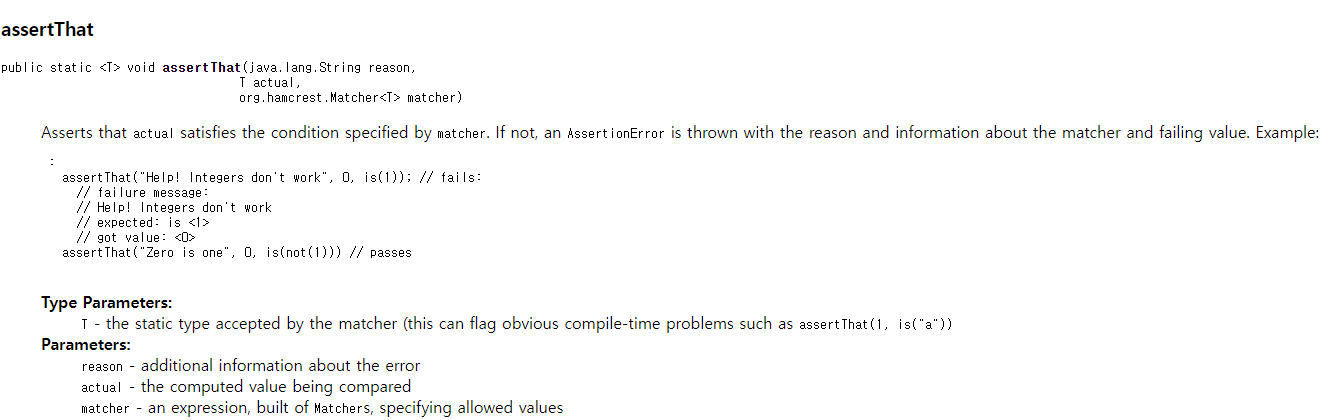 assertThat
public static <T> void assertThat(java.lang.String reason,
T actual,
org.hamcrest.Matcher<T> matcher)
Asserts that actual satisfies the condition specified by matcher. If not, an AssertionError is thrown with the reason and information about the matcher and failing value. Example:
:
assertThat("Help! Integers don't work", 0, is(1)); // fails:
// failure message:
// Help! Integers don't work
// expected: is <1>
// got value: <0>
assertThat("Zero is one", 0, is(not(1))) // passes
Type Parameters:
T - the static type accepted by the matcher (this can flag obvious compile-time problems such as assertThat(1, is("a"))
Parameters:
reason - additional information about the error
actual - the computed value being compared
matcher - an expression, built of Matchers, specifying allowed values